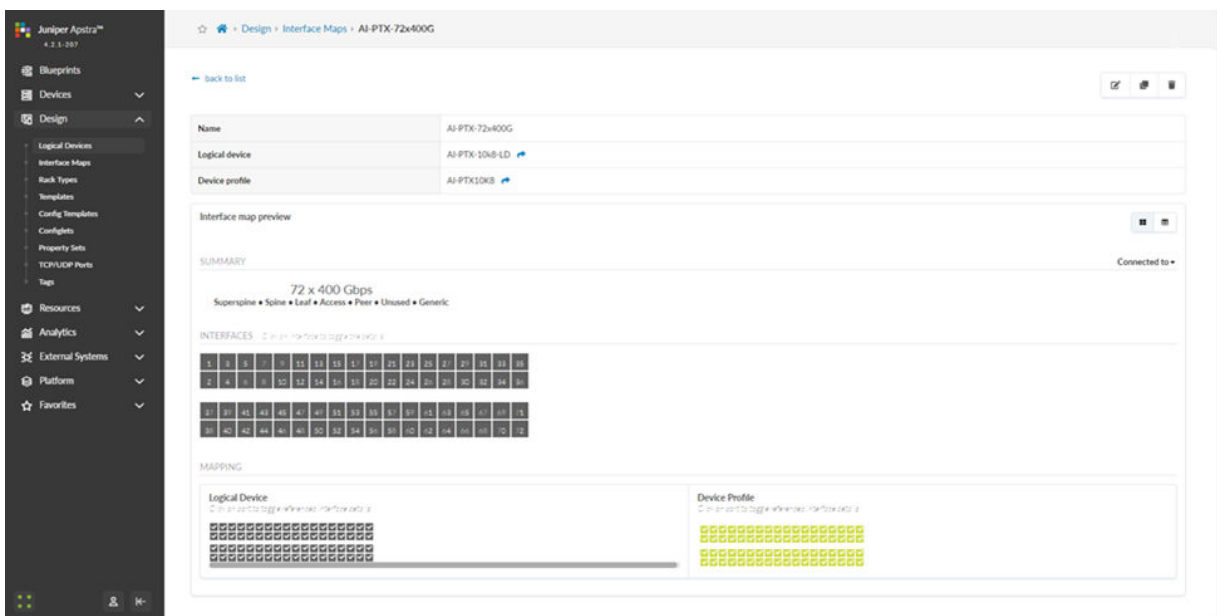 Juniper Apstra™
4.2.1-207
Blueprints
Devices
Design
Logical Devices
Interface Maps
Rack Types
Templates
Config Templates
Configlets
Property Sets
TCP/UDP Ports
Tags
Resources
Analytics
External Systems
Platform
Favorites
Design › Interface Maps › AI-PTX-72x400G
back to list
Name AI-PTX-72x400G
Logical device AI-PTX-10k8-LD
Device profile AI-PTX10K8
Interface map preview
SUMMARY
Connected to
72 x 400 Gbps
Superspine • Spine • Leaf • Access • Peer • Unused • Generic
INTERFACES Click on interface to toggle the details
1 3 5 7 9 11 13 15 17 19 21 23 25 27 29 31 33 35
2 4 6 8 10 12 14 16 18 20 22 24 26 28 30 32 34 36
37 39 41 43 45 47 49 51 53 55 57 59 61 63 65 67 69 71
38 40 42 44 46 48 50 52 54 56 58 60 62 64 66 68 70 72
MAPPING
Logical Device
Device Profile